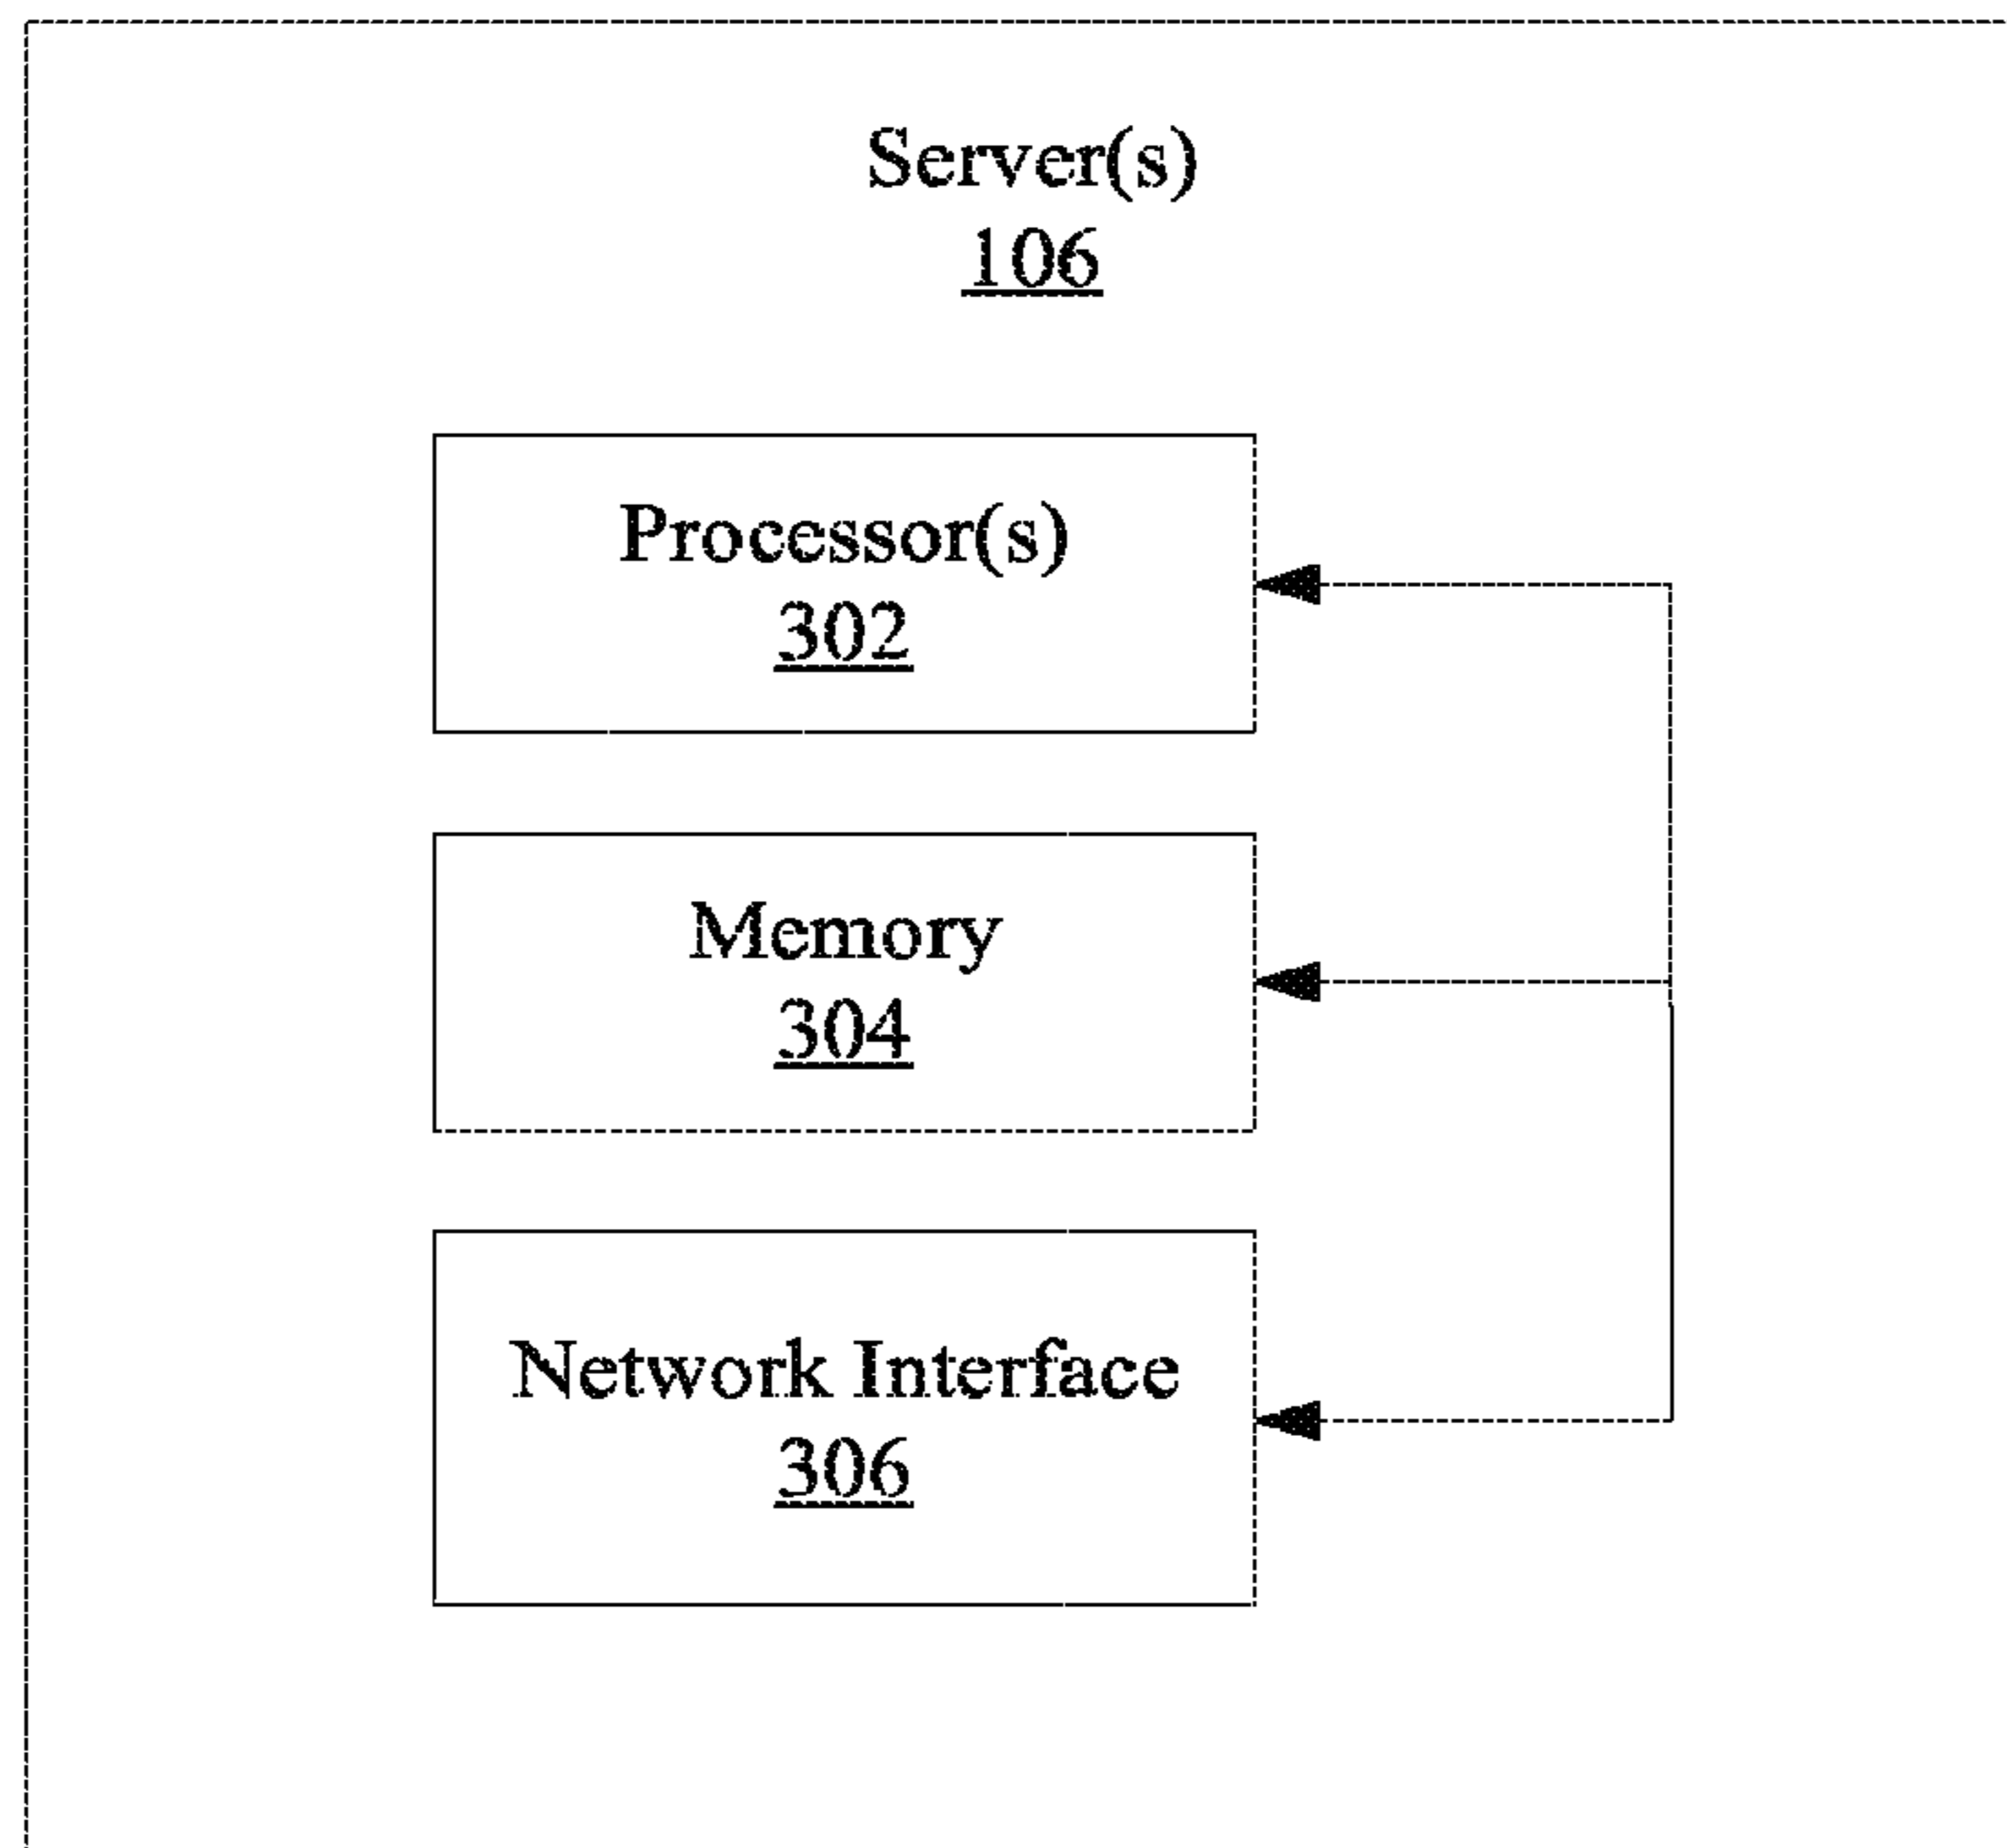 Server(s)
106
Processor(s)
302
Memory
304
Network Interface
306